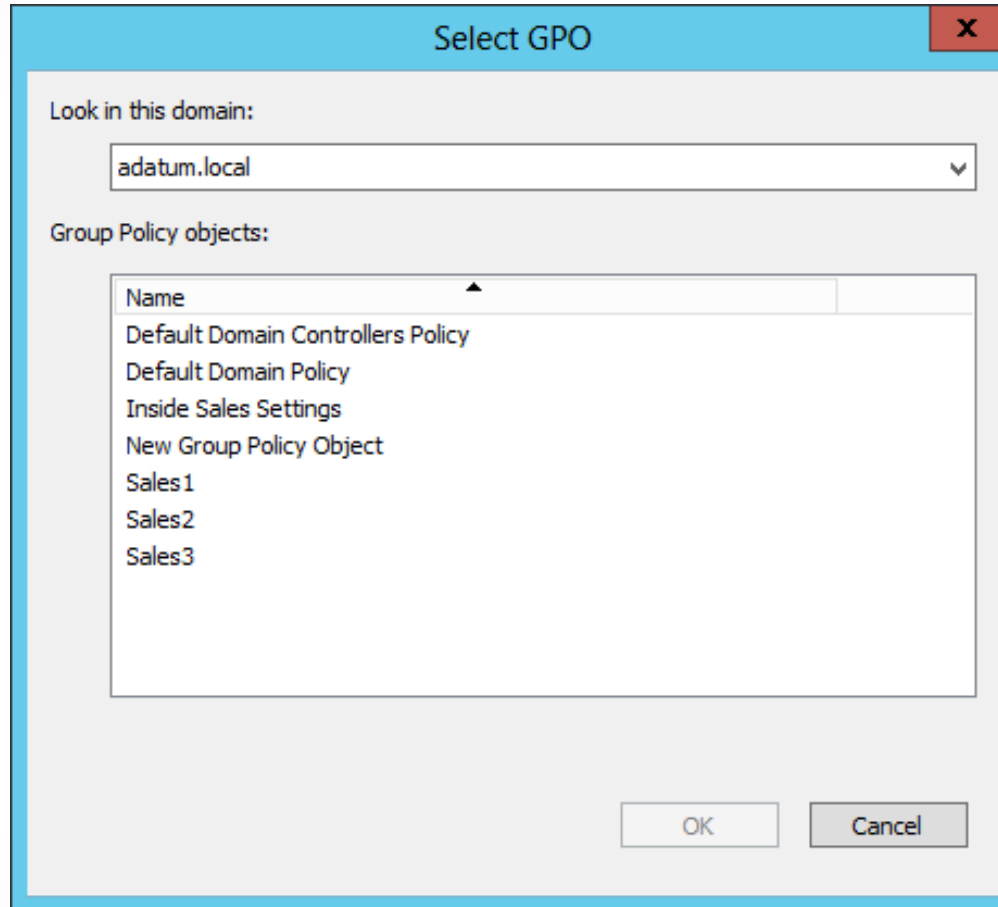 Select GPO
x
Look in this domain:
adatum.local
Group Policy objects:
Name
Default Domain Controllers Policy
Default Domain Policy
Inside Sales Settings
New Group Policy Object
Sales1
Sales2
Sales3
OK Cancel